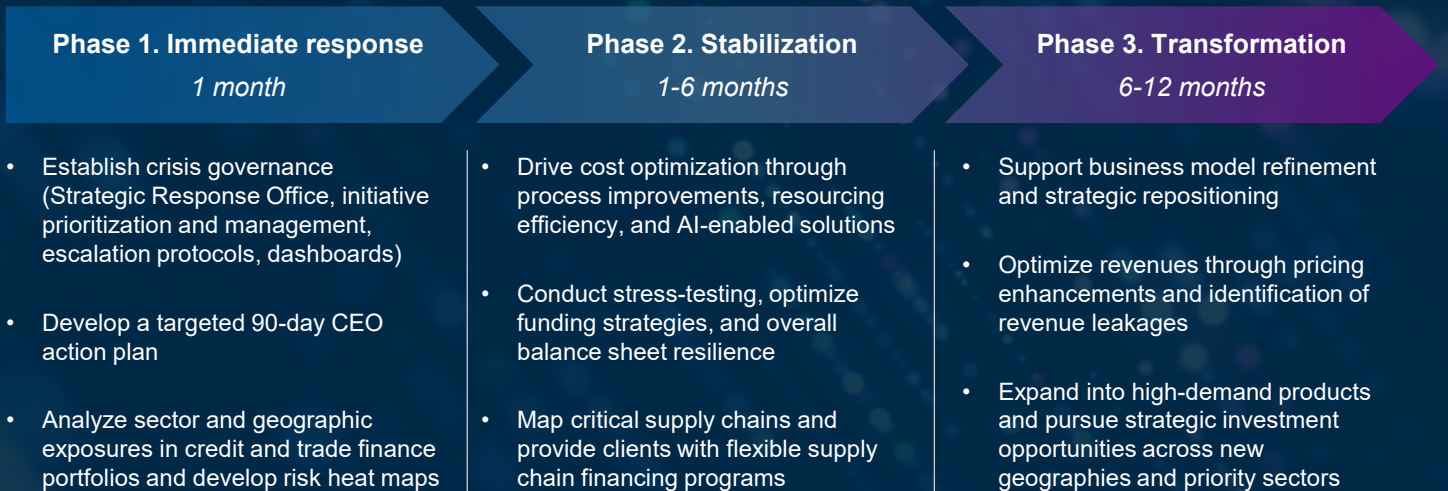 Phase 1. Immediate response
1 month
• Establish crisis governance
(Strategic Response Office, initiative
prioritization and management,
escalation protocols, dashboards)
• Develop a targeted 90-day CEO
action plan
• Analyze sector and geographic
exposures in credit and trade finance
portfolios and develop risk heat maps
Phase 2. Stabilization
1-6 months
• Drive cost optimization through
process improvements, resourcing
efficiency, and AI-enabled solutions
• Conduct stress-testing, optimize
funding strategies, and overall
balance sheet resilience
• Map critical supply chains and
provide clients with flexible supply
chain financing programs
Phase 3. Transformation
6-12 months
• Support business model refinement
and strategic repositioning
• Optimize revenues through pricing
enhancements and identification of
revenue leakages
• Expand into high-demand products
and pursue strategic investment
opportunities across new
geographies and priority sectors